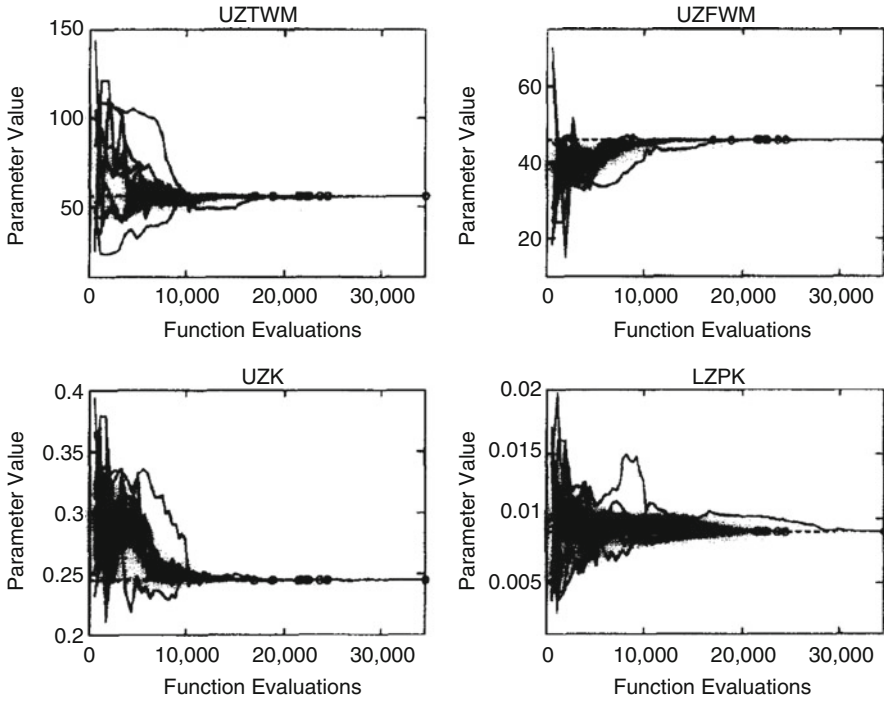 UZTWM
150
100
50
Parameter Value
0 10,000 20,000 30,000
Function Evaluations
UZFWM
60
40
20
Parameter Value
0 10,000 20,000 30,000
Function Evaluations
UZK
0.4
0.35
0.3
0.25
0.2
Parameter Value
0 10,000 20,000 30,000
Function Evaluations
LZPK
0.02
0.015
0.01
0.005
Parameter Value
0 10,000 20,000 30,000
Function Evaluations